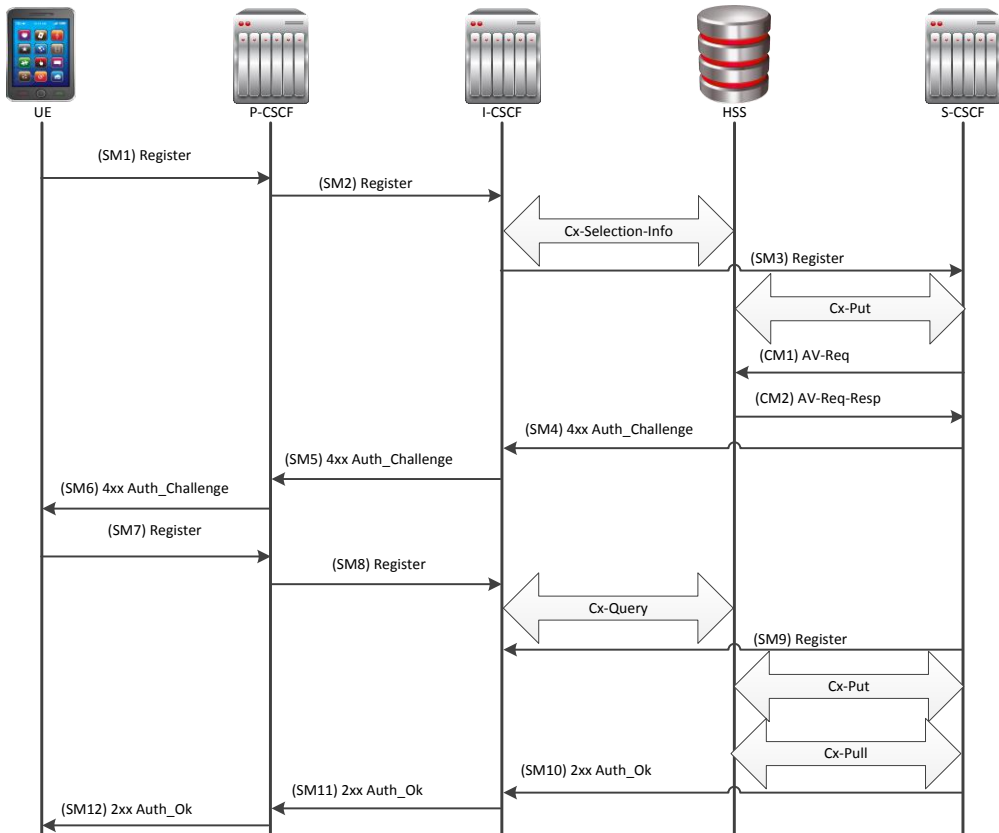 UE
P-CSCF
I-CSCF
HSS
S-CSCF
(SM1) Register
(SM2) Register
Cx-Selection-Info
(SM3) Register
Cx-Put
(CM1) AV-Req
(CM2) AV-Req-Resp
(SM4) 4xx Auth_Challenge
(SM5) 4xx Auth_Challenge
(SM6) 4xx Auth_Challenge
(SM7) Register
(SM8) Register
Cx-Query
(SM9) Register
Cx-Put
Cx-Pull
(SM10) 2xx Auth_Ok
(SM11) 2xx Auth_Ok
(SM12) 2xx Auth_Ok